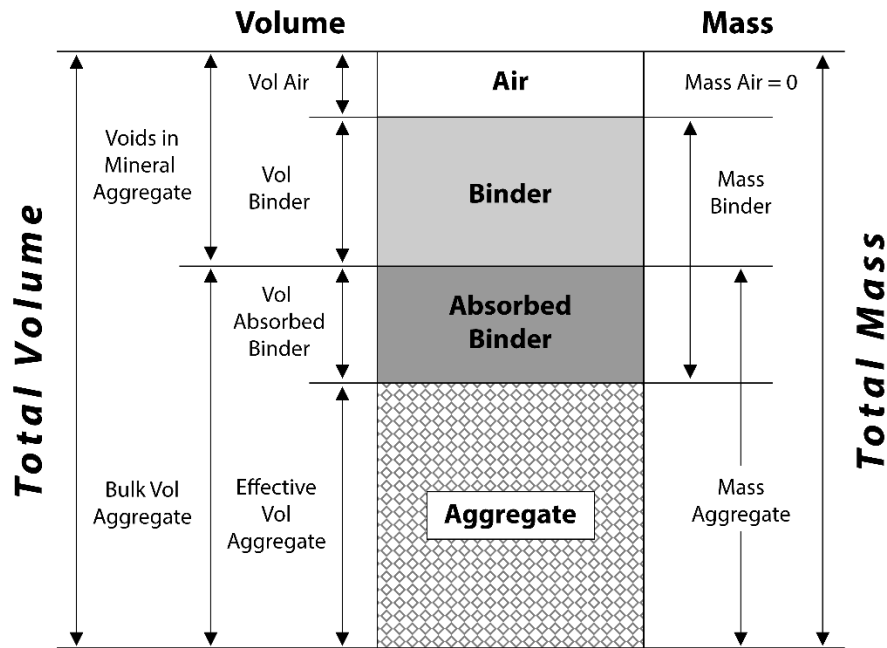 Volume
Mass
Total Volume
Voids in
Mineral
Aggregate
Vol Air
Air
Mass Air = 0
Vol
Binder
Binder
Mass
Binder
Vol
Absorbed
Binder
Absorbed
Binder
Bulk Vol
Aggregate
Effective
Vol
Aggregate
Aggregate
Mass
Aggregate
Total Mass